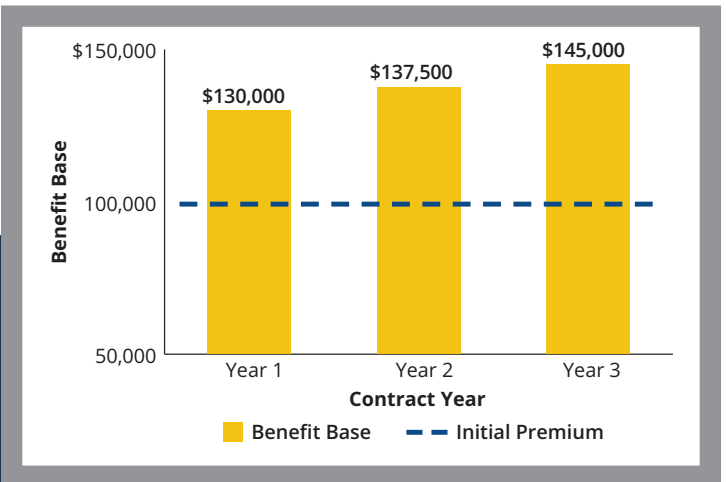 $150,000
100,000
50,000
Benefit Base
$130,000
$137,500
$145,000
Year 1
Year 2
Year 3
Contract Year
Benefit Base
Initial Premium